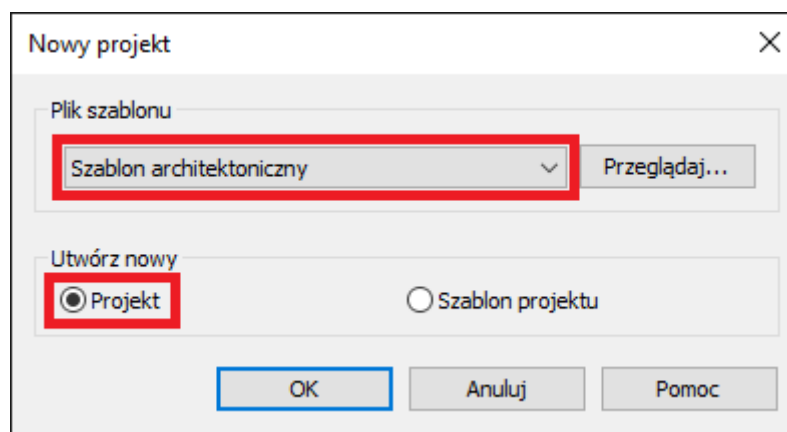 Nowy projekt
Plik szablonu
Szablon architektoniczny
Przeglądaj...
Utwórz nowy
Projekt
Szablon projektu
OK
Anuluj
Pomoc